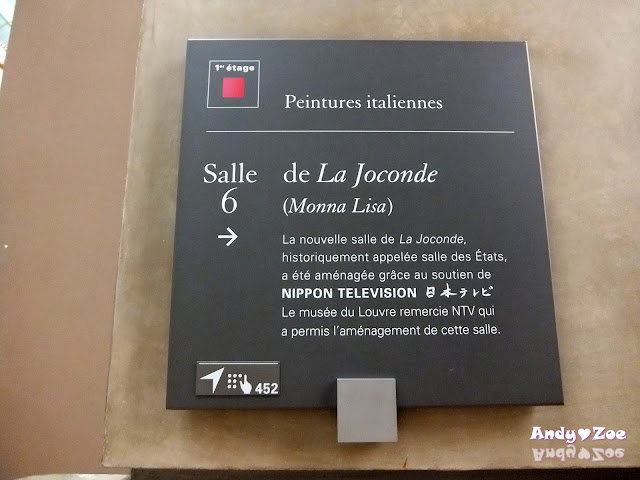 1er étage
Peintures italiennes
Salle de La Joconde
6 (Monna Lisa)
→
La nouvelle salle de La Joconde,
historiquement appelée salle des États,
a été aménagée grâce au soutien de
NIPPON TELEVISION 日本テレビ
Le musée du Louvre remercie NTV qui
a permis l'aménagement de cette salle.
452
Andy♥Zoe